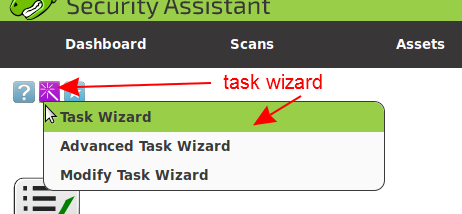 Security Assistant
Dashboard Scans Assets
? task wizard
Task Wizard
Advanced Task Wizard
Modify Task Wizard